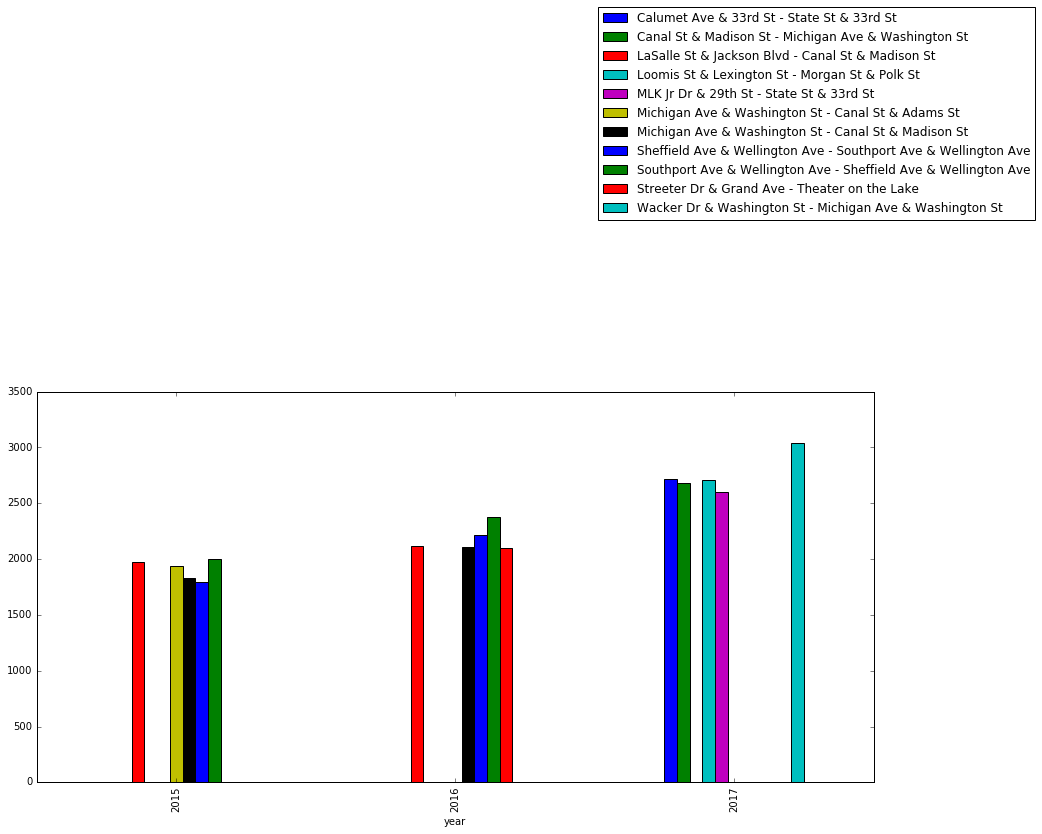 Calumet Ave & 33rd St - State St & 33rd St
Canal St & Madison St - Michigan Ave & Washington St
LaSalle St & Jackson Blvd - Canal St & Madison St
Loomis St & Lexington St - Morgan St & Polk St
MLK Jr Dr & 29th St - State St & 33rd St
Michigan Ave & Washington St - Canal St & Adams St
Michigan Ave & Washington St - Canal St & Madison St
Sheffield Ave & Wellington Ave - Southport Ave & Wellington Ave
Southport Ave & Wellington Ave - Sheffield Ave & Wellington Ave
Streeter Dr & Grand Ave - Theater on the Lake
Wacker Dr & Washington St - Michigan Ave & Washington St
3500
3000
2500
2000
1500
1000
500
0
2015
2016
2017
year